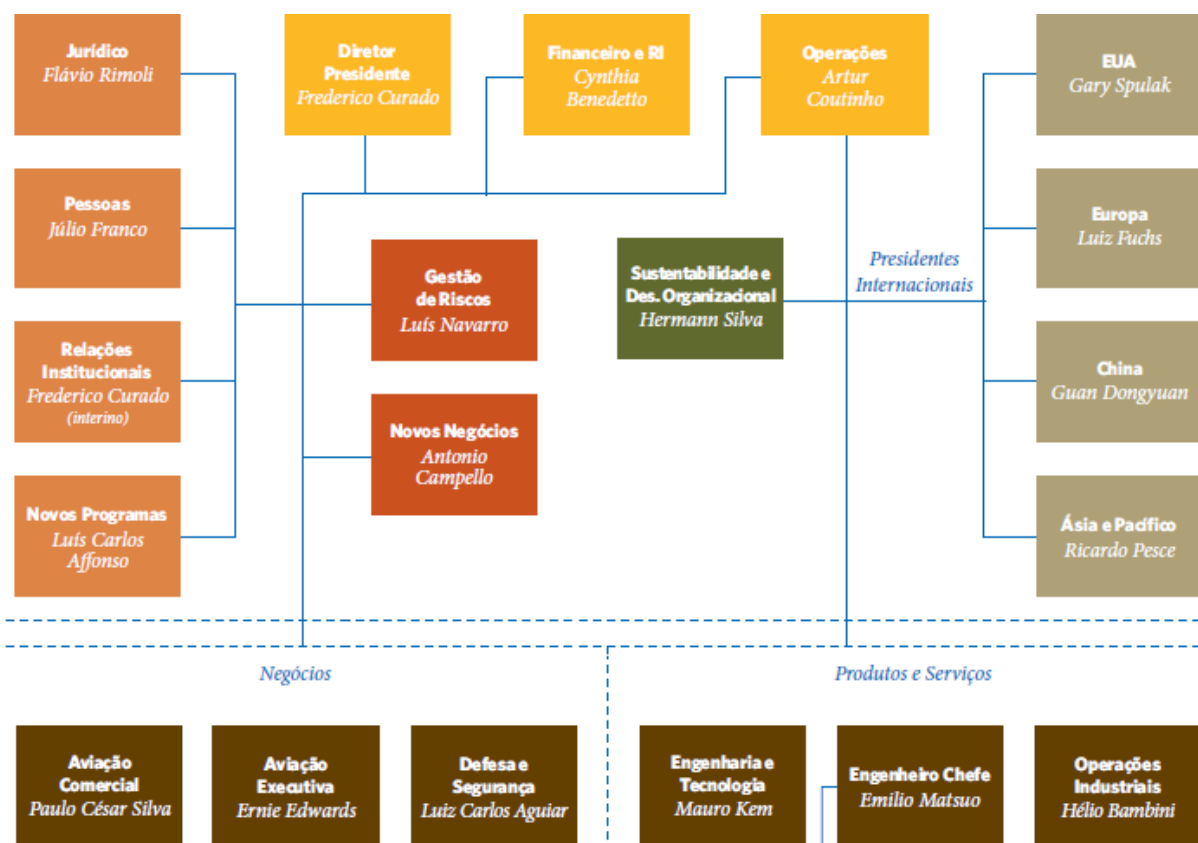 Jurídico
Flávio Rimoli
Diretor
Presidente
Frederico Curado
Financeiro e RI
Cynthia
Benedetto
Operações
Artur
Coutinho
EUA
Gary Spulak
Pessoas
Júlio Franco
Gestão
de Riscos
Luís Navarro
Sustentabilidade e
Des. Organizacional
Hermann Silva
Presidentes
Internacionais
Europa
Luiz Fuchs
Relações
Institucionais
Frederico Curado
(interino)
Novos Negócios
Antonio
Campello
China
Guan Dongyuan
Novos Programas
Luís Carlos
Affonso
Ásia e Pacífico
Ricardo Pesce
Negócios
Produtos e Serviços
Aviação
Comercial
Paulo César Silva
Aviação
Executiva
Ernie Edwards
Defesa e
Segurança
Luiz Carlos Aguiar
Engenharia e
Tecnologia
Mauro Kem
Engenheiro Chefe
Emilio Matsuo
Operações
Industriais
Hélio Bambini